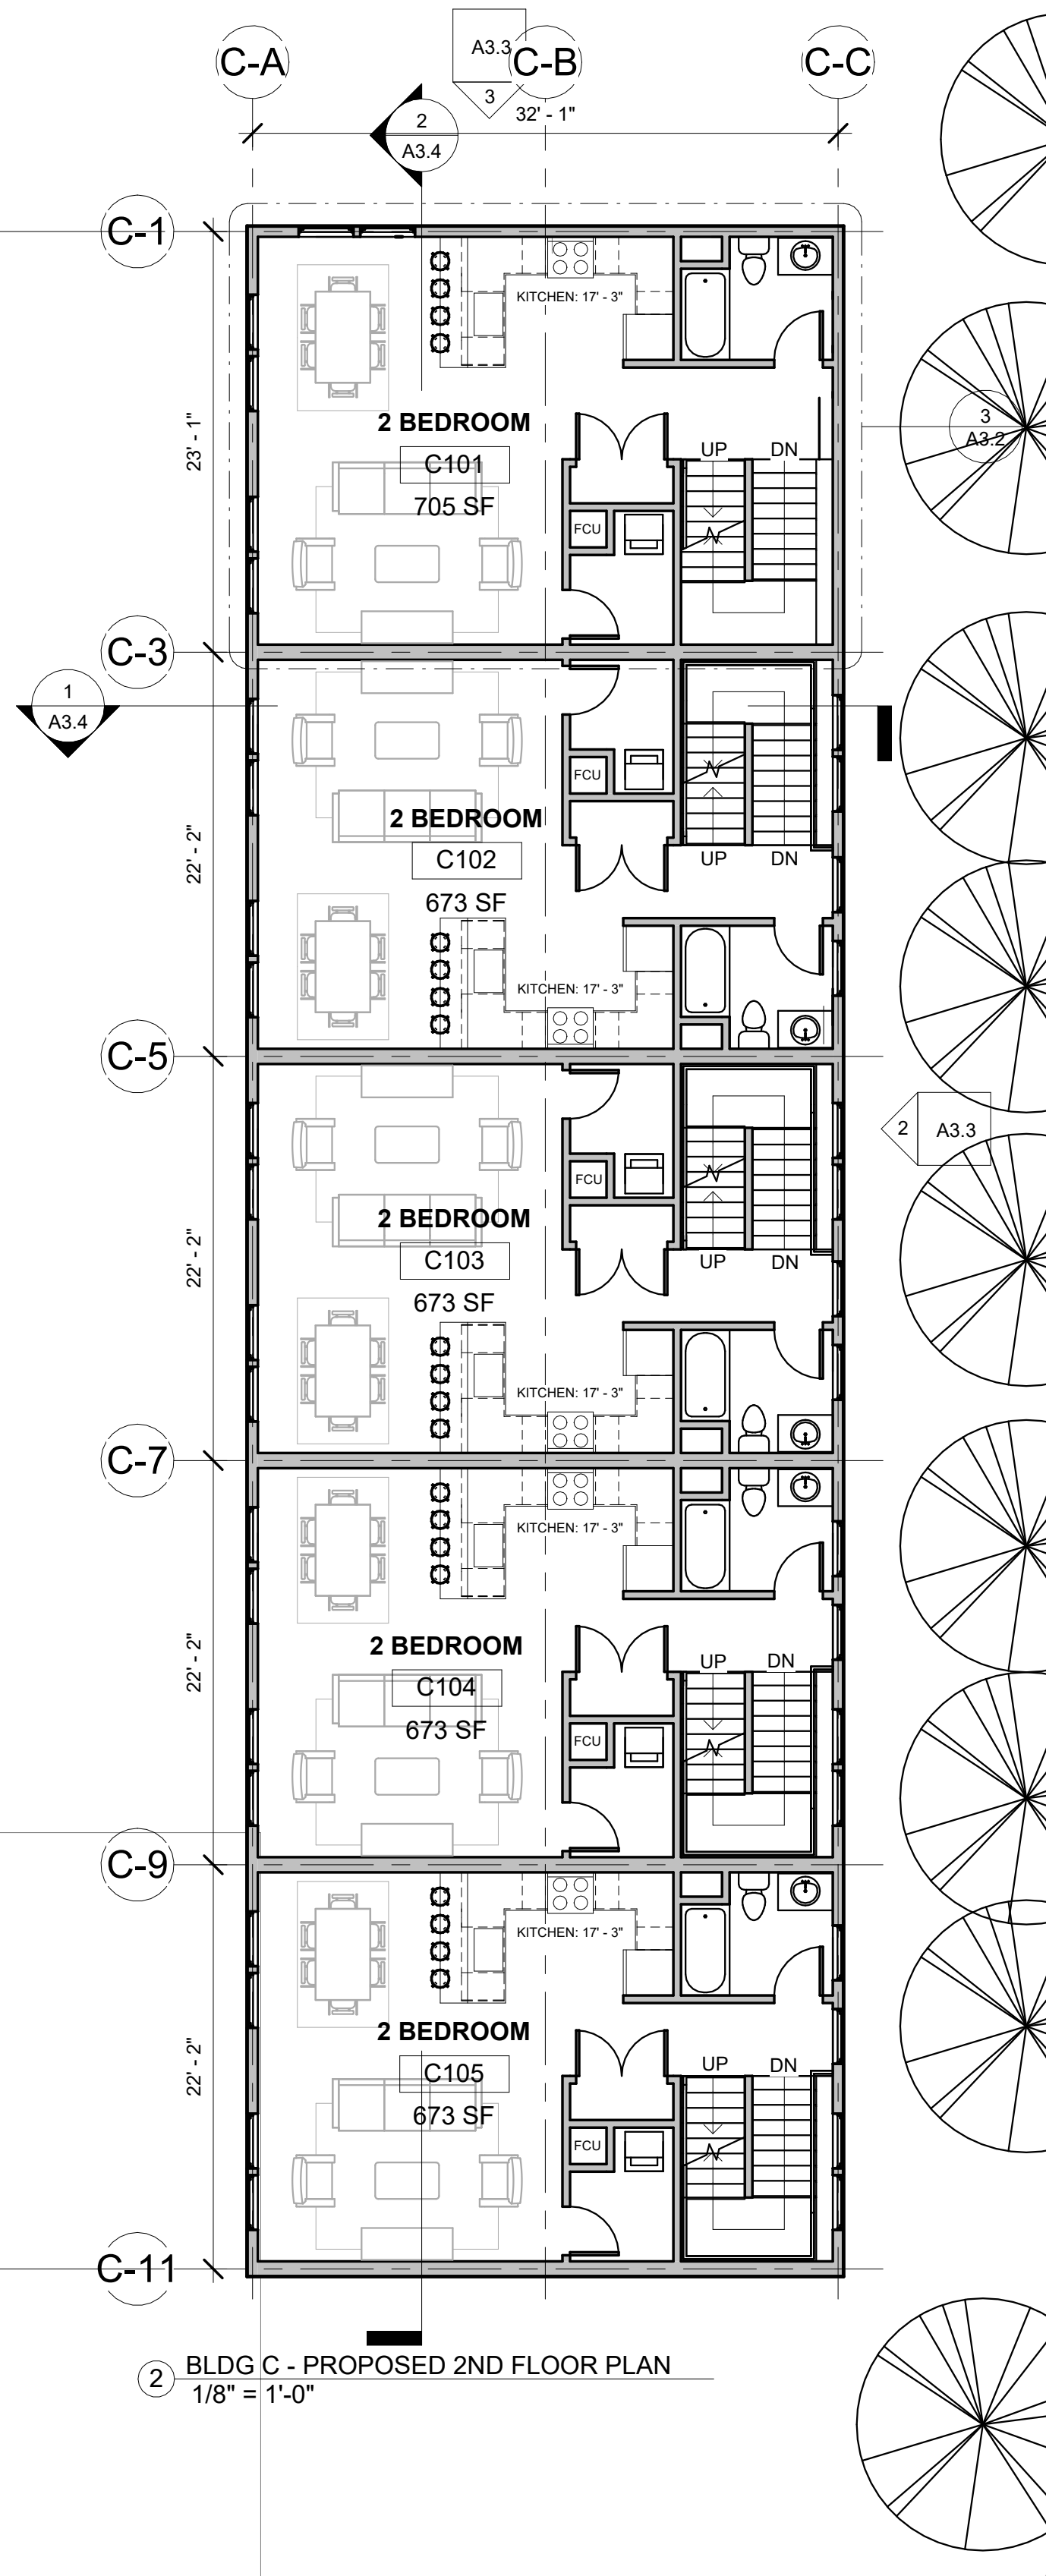 C-A
A3.3
3
C-B
C-C
32' - 1"
2
A3.4
C-1
KITCHEN: 17' - 3"
23' - 1"
2 BEDROOM
C101
705 SF
UP
DN
3
A3.2
FCU
C-3
1
A3.4
FCU
22' - 2"
2 BEDROOM
C102
673 SF
UP
DN
KITCHEN: 17' - 3"
C-5
2
A3.3
FCU
22' - 2"
2 BEDROOM
C103
673 SF
UP
DN
KITCHEN: 17' - 3"
C-7
KITCHEN: 17' - 3"
22' - 2"
2 BEDROOM
C104
673 SF
UP
DN
FCU
C-9
KITCHEN: 17' - 3"
22' - 2"
2 BEDROOM
C105
673 SF
UP
DN
FCU
C-11
2
BLDG C - PROPOSED 2ND FLOOR PLAN
1/8" = 1'-0"